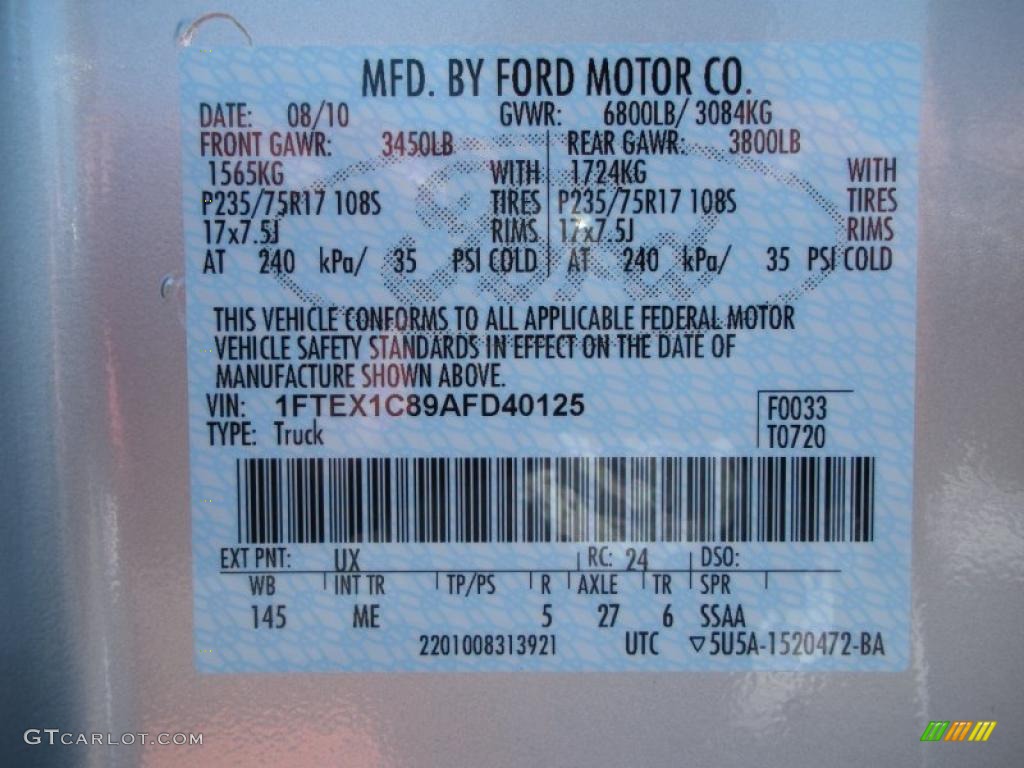 MFD. BY FORD MOTOR CO.
DATE: 08/10 GVWR: 6800LB/ 3084KG
FRONT GAWR: 3450LB REAR GAWR: 3800LB
1565KG WITH 1724KG WITH
P235/75R17 108S TIRES P235/75R17 108S TIRES
17x7.5J RIMS 17x7.5J RIMS
AT 240 kPa/ 35 PSI COLD AT 240 kPa/ 35 PSI COLD
THIS VEHICLE CONFORMS TO ALL APPLICABLE FEDERAL MOTOR
VEHICLE SAFETY STANDARDS IN EFFECT ON THE DATE OF
MANUFACTURE SHOWN ABOVE.
VIN: 1FTEX1C89AFD40125 F0033
TYPE: Truck T0720
EXT PNT: UX RC: 24 DSO:
WB INT TR TP/PS R AXLE TR SPR
145 ME 5 27 6 SSAA
2201008313921 UTC ▽5U5A-1520472-BA
GTCARLOT.COM